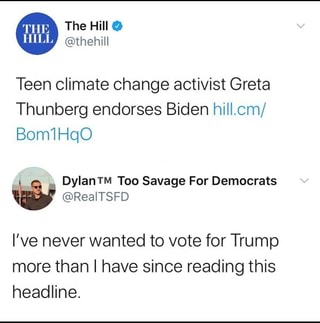 THE
HILL
The Hill
@thehill
Teen climate change activist Greta
Thunberg endorses Biden hill.cm/
Bom1HqO
Dylan™ Too Savage For Democrats
@RealTSFD
I've never wanted to vote for Trump
more than I have since reading this
headline.